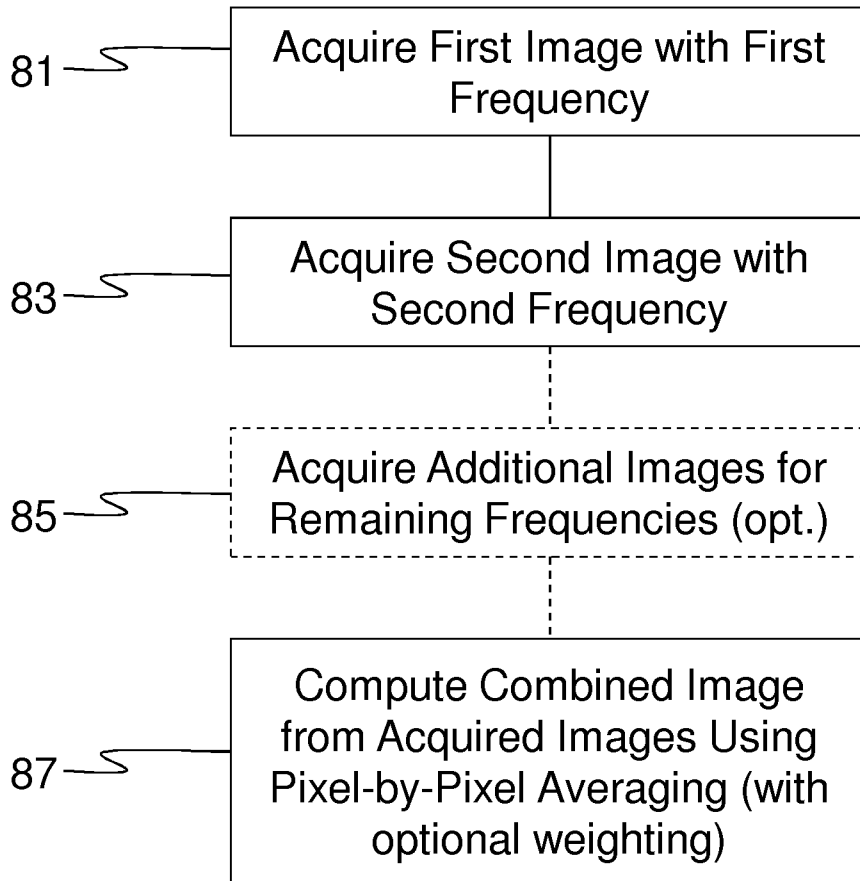 81
Acquire First Image with First
Frequency
83
Acquire Second Image with
Second Frequency
85
Acquire Additional Images for
Remaining Frequencies (opt.)
87
Compute Combined Image
from Acquired Images Using
Pixel-by-Pixel Averaging (with
optional weighting)